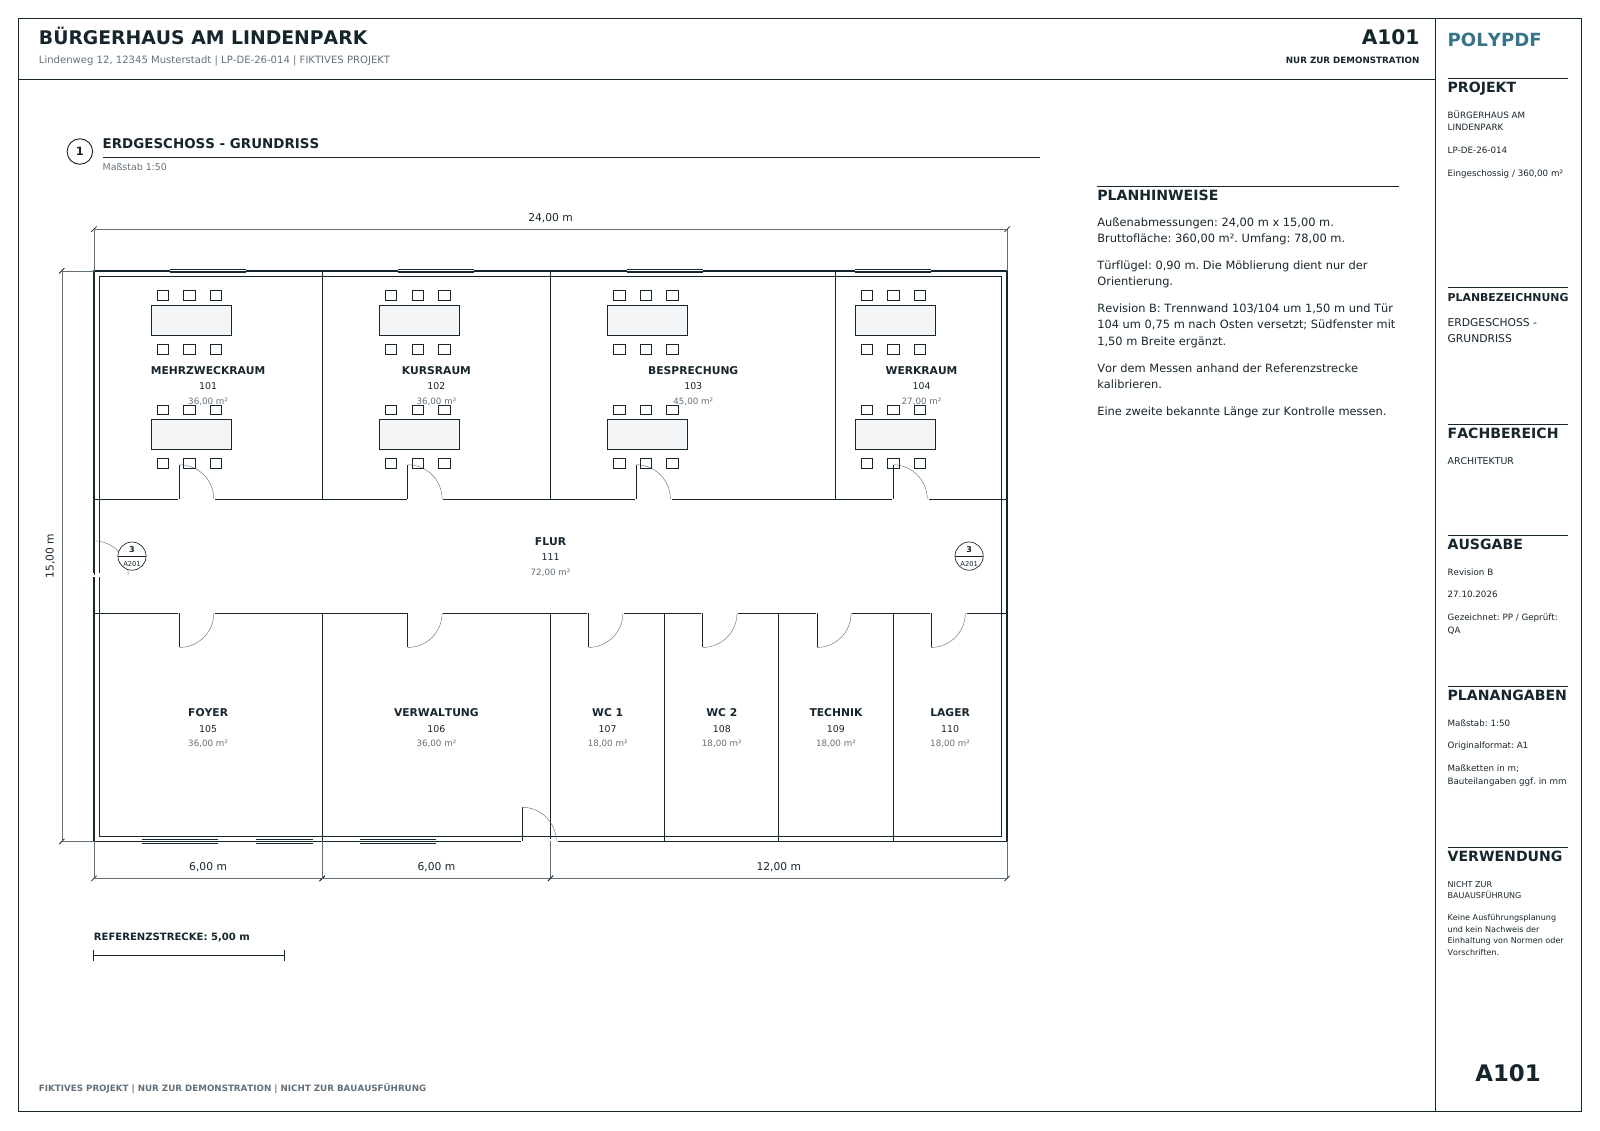 BÜRGERHAUS AM LINDENPARK
Lindenweg 12, 12345 Musterstadt | LP-DE-26-014 | FIKTIVES PROJEKT
A101
NUR ZUR DEMONSTRATION
1
ERDGESCHOSS - GRUNDRISS
Maßstab 1:50
24,00 m
15,00 m
MEHRZWECKRAUM
101
36,00 m²
KURSRAUM
102
36,00 m²
BESPRECHUNG
103
45,00 m²
WERKRAUM
104
27,00 m²
3
A201
FLUR
111
72,00 m²
3
A201
FOYER
105
36,00 m²
VERWALTUNG
106
36,00 m²
WC 1
107
18,00 m²
WC 2
108
18,00 m²
TECHNIK
109
18,00 m²
LAGER
110
18,00 m²
6,00 m
6,00 m
12,00 m
REFERENZSTRECKE: 5,00 m
PLANHINWEISE
Außenabmessungen: 24,00 m x 15,00 m.
Bruttofläche: 360,00 m². Umfang: 78,00 m.
Türflügel: 0,90 m. Die Möblierung dient nur der
Orientierung.
Revision B: Trennwand 103/104 um 1,50 m und Tür
104 um 0,75 m nach Osten versetzt; Südfenster mit
1,50 m Breite ergänzt.
Vor dem Messen anhand der Referenzstrecke
kalibrieren.
Eine zweite bekannte Länge zur Kontrolle messen.
POLYPDF
PROJEKT
BÜRGERHAUS AM
LINDENPARK
LP-DE-26-014
Eingeschossig / 360,00 m²
PLANBEZEICHNUNG
ERDGESCHOSS -
GRUNDRISS
FACHBEREICH
ARCHITEKTUR
AUSGABE
Revision B
27.10.2026
Gezeichnet: PP / Geprüft:
QA
PLANANGABEN
Maßstab: 1:50
Originalformat: A1
Maßketten in m;
Bauteilangaben ggf. in mm
VERWENDUNG
NICHT ZUR
BAUAUSFÜHRUNG
Keine Ausführungsplanung
und kein Nachweis der
Einhaltung von Normen oder
Vorschriften.
A101
FIKTIVES PROJEKT | NUR ZUR DEMONSTRATION | NICHT ZUR BAUAUSFÜHRUNG